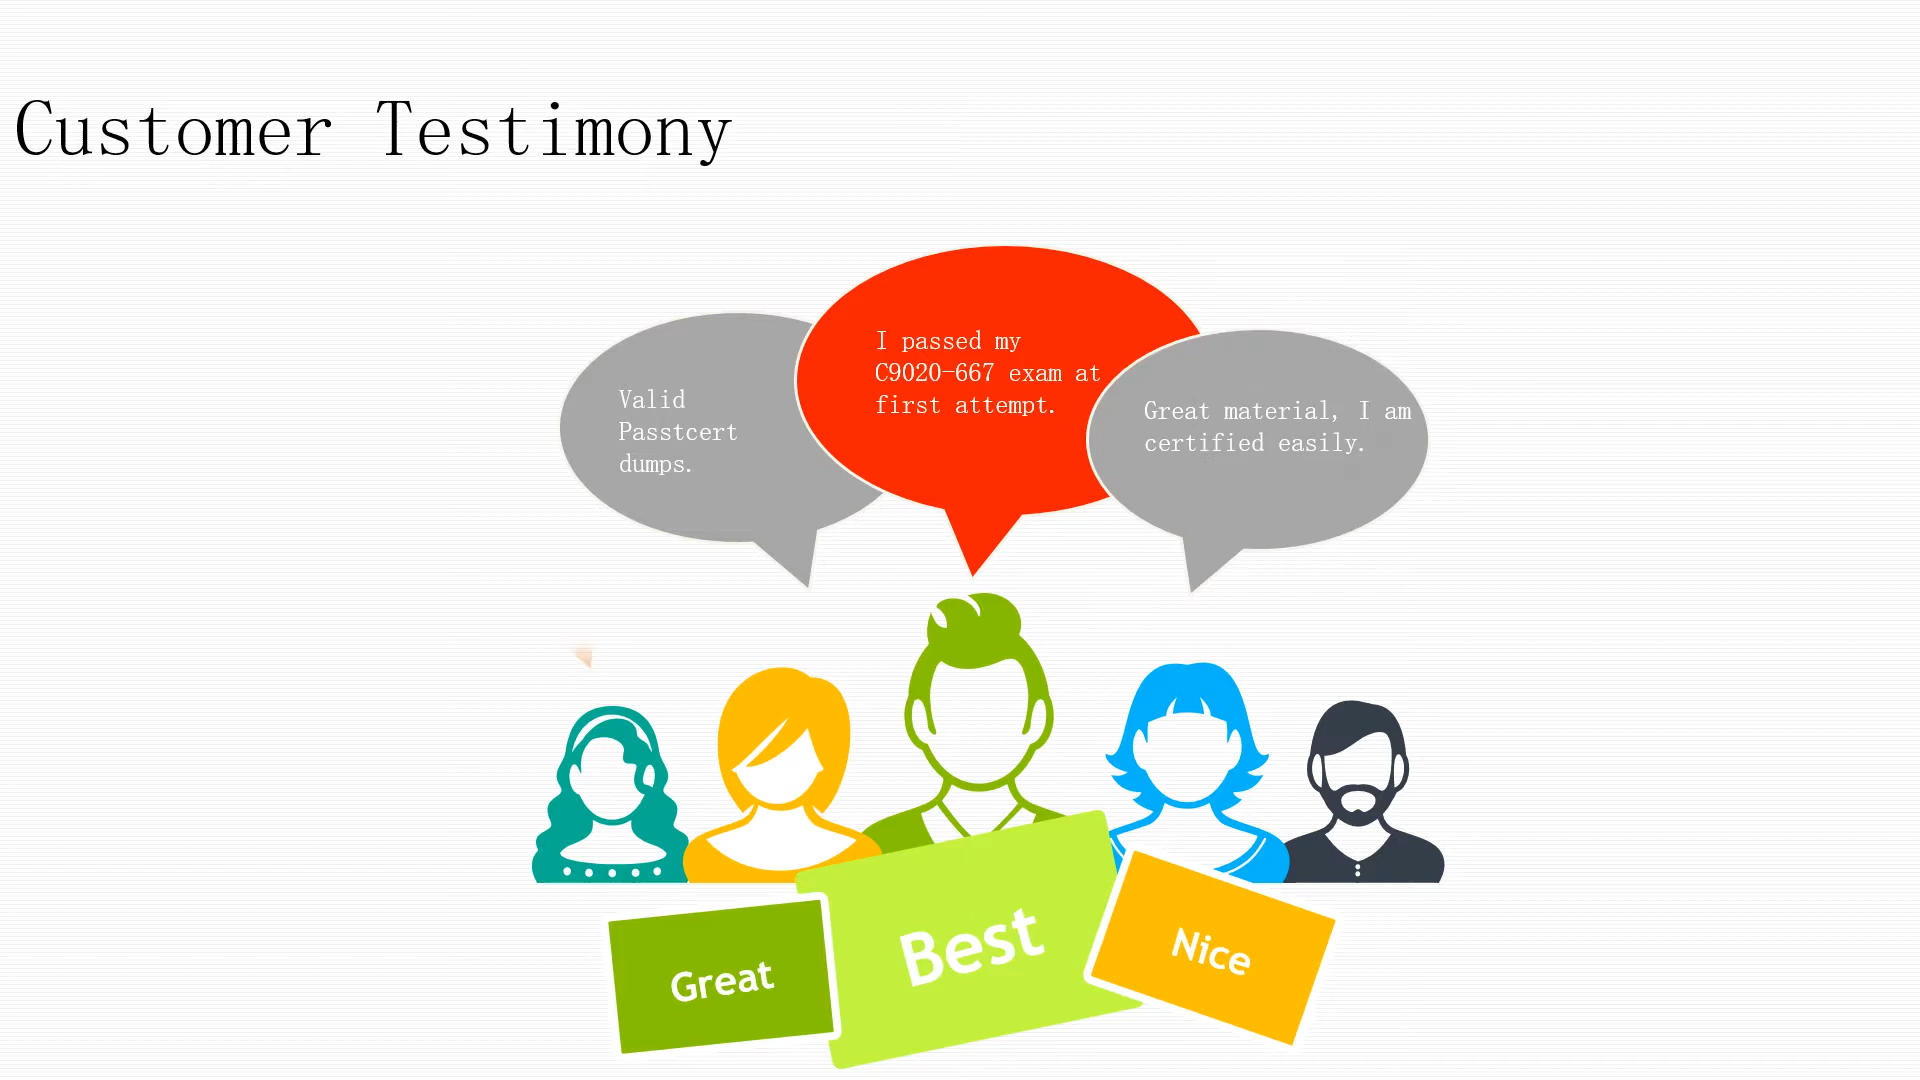 Customer Testimony
Valid
Passtcert
dumps.
I passed my
C9020-667 exam at
first attempt.
Great material, I am
certified easily.
Great
Best
Nice